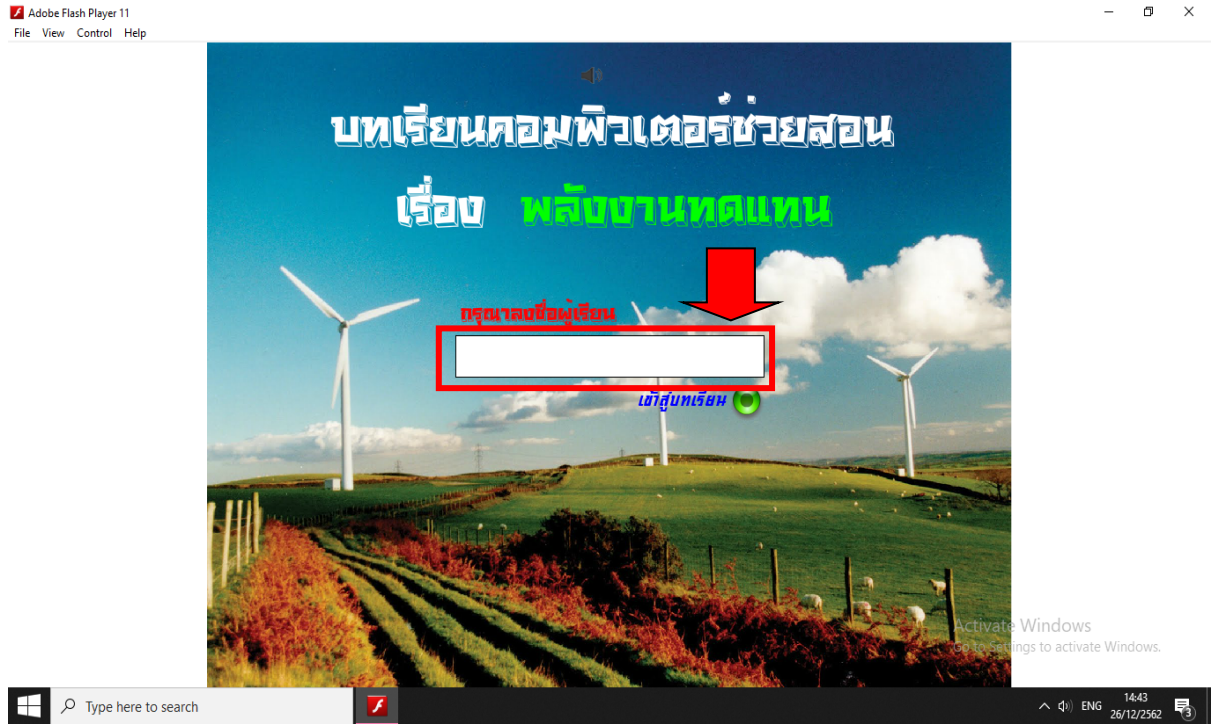 Adobe Flash Player 11
File View Control Help
บทเรียนคอมพิวเตอร์ช่วยสอน
เรื่อง พลังงานทดแทน
กรุณาลงชื่อผู้เรียน
เข้าสู่บทเรียน
Activate Windows
Go to Settings to activate Windows.
Type here to search
ENG
14:43
26/12/2562
3